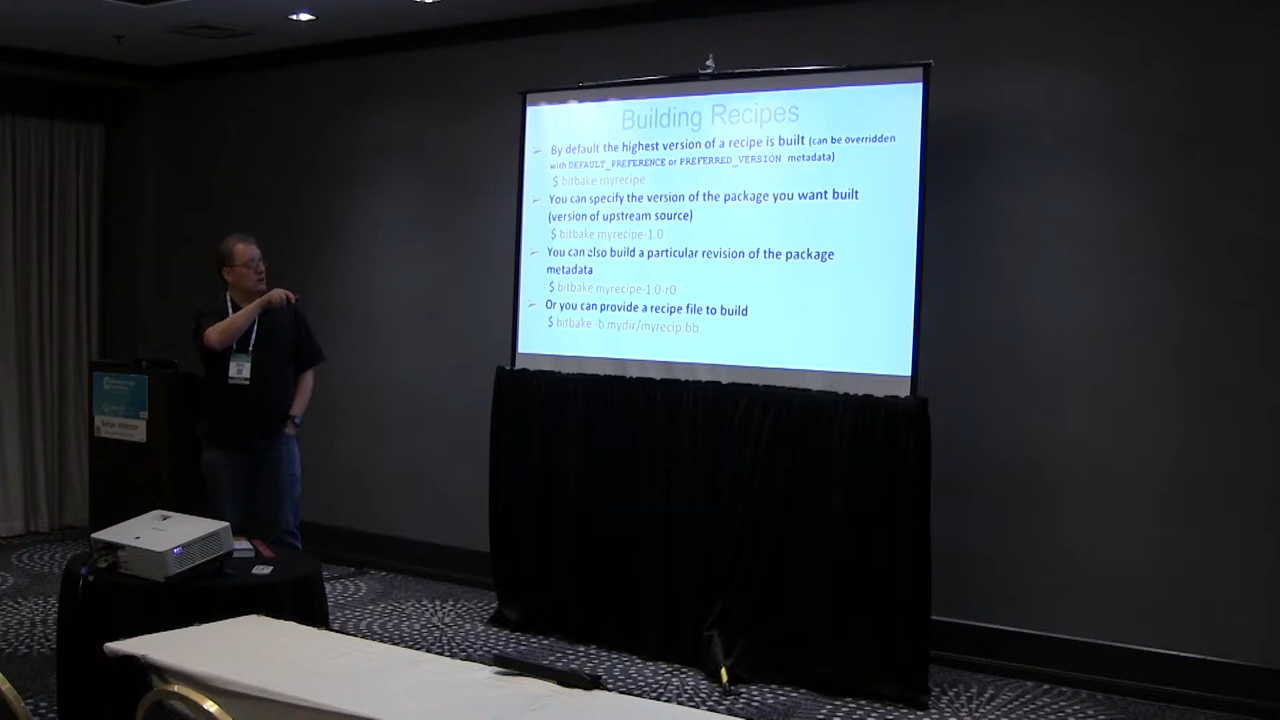 Building Recipes
By default the highest version of a recipe is built (can be overridden
with DEFAULT_PREFERENCE or PREFERRED_VERSION metadata)
$ bitbake myrecipe
You can specify the version of the package you want built
(version of upstream source)
$ bitbake myrecipe-1.0
You can also build a particular revision of the package
metadata
$ bitbake myrecipe-1.0-r0
Or you can provide a recipe file to build
$ bitbake -b mydir/myrecip.bb